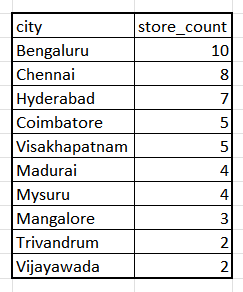 city store_count
Bengaluru 10
Chennai 8
Hyderabad 7
Coimbatore 5
Visakhapatnam 5
Madurai 4
Mysuru 4
Mangalore 3
Trivandrum 2
Vijayawada 2